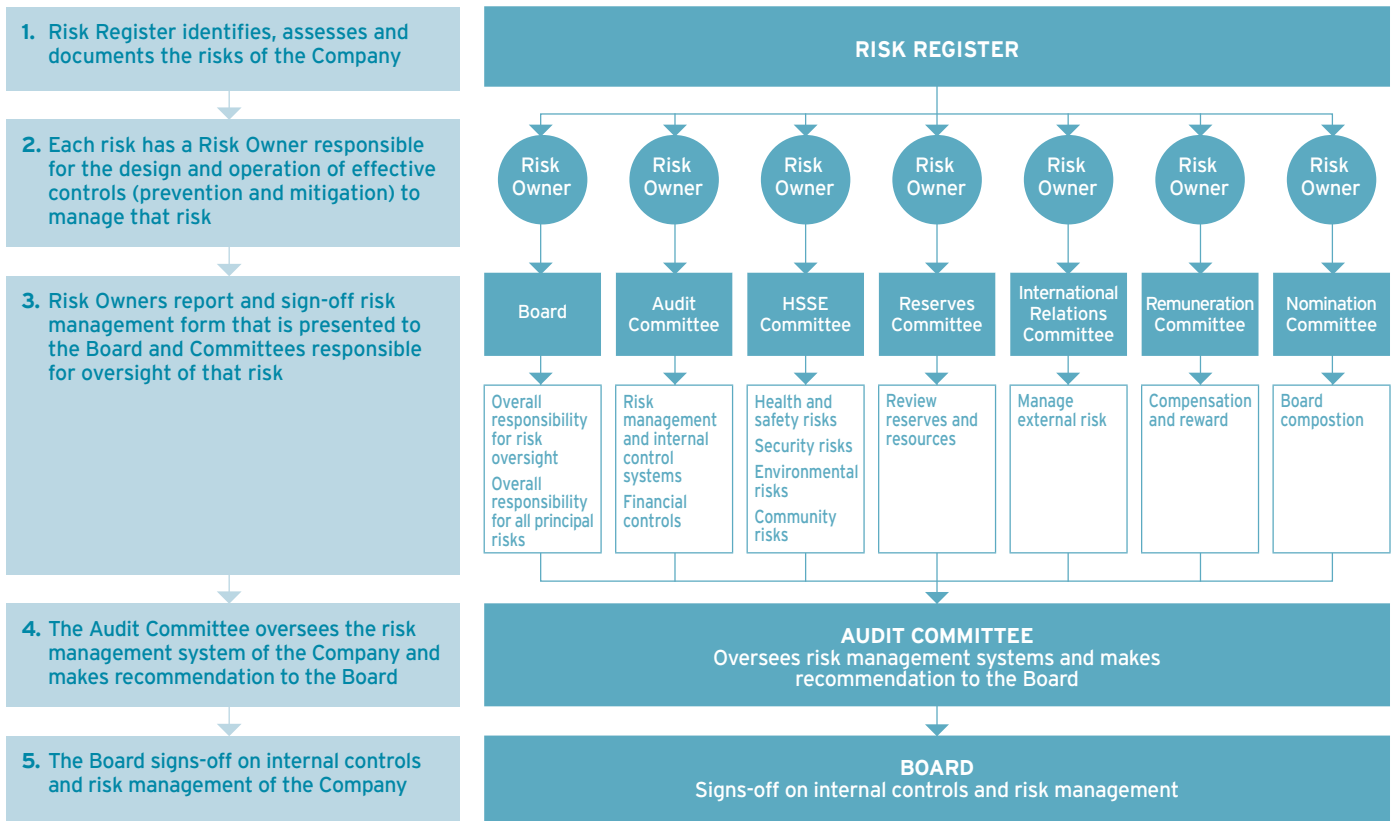 1. Risk Register identifies, assesses and
documents the risks of the Company
2. Each risk has a Risk Owner responsible
for the design and operation of effective
controls (prevention and mitigation) to
manage that risk
3. Risk Owners report and sign-off risk
management form that is presented to
the Board and Committees responsible
for oversight of that risk
4. The Audit Committee oversees the risk
management system of the Company and
makes recommendation to the Board
5. The Board signs-off on internal controls
and risk management of the Company
RISK REGISTER
Risk
Owner
Risk
Owner
Risk
Owner
Risk
Owner
Risk
Owner
Risk
Owner
Risk
Owner
Board
Audit
Committee
HSSE
Committee
Reserves
Committee
International
Relations
Committee
Remuneration
Committee
Nomination
Committee
Overall
responsibility
for risk
oversight
Overall
responsibility
for all principal
risks
Risk
management
and internal
control
systems
Financial
controls
Health and
safety risks
Security risks
Environmental
risks
Community
risks
Review
reserves and
resources
Manage
external risk
Compensation
and reward
Board
compostion
AUDIT COMMITTEE
Oversees risk management systems and makes
recommendation to the Board
BOARD
Signs-off on internal controls and risk management